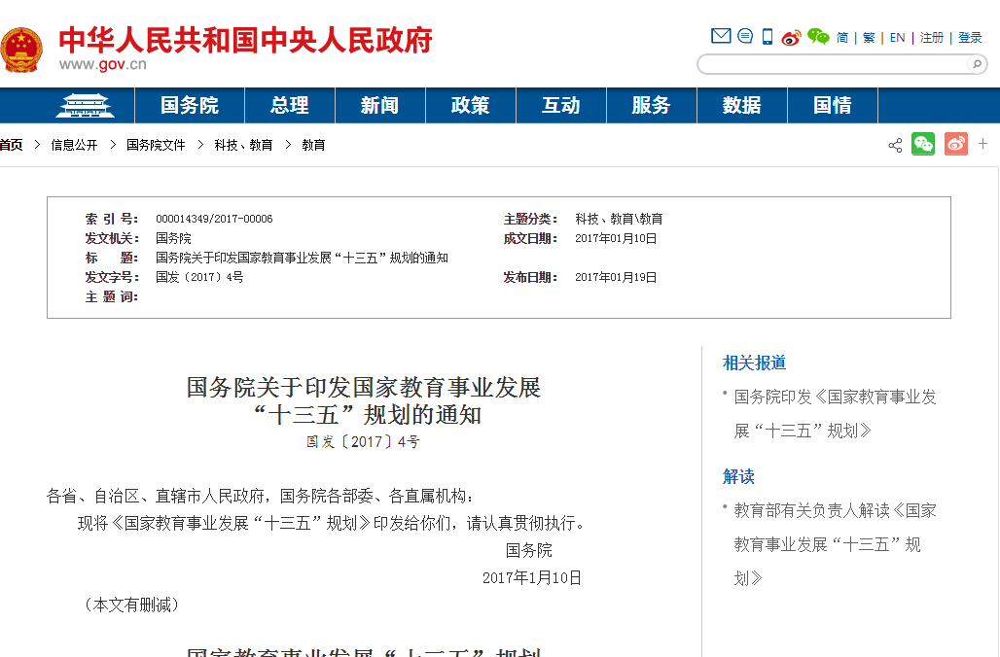 中华人民共和国中央人民政府
www.gov.cn
简 | 繁 | EN | 注册 | 登录
国务院 总理 新闻 政策 互动 服务 数据 国情
首页 > 信息公开 > 国务院文件 > 科技、教育 > 教育
索 引 号： 000014349/2017-00006 主题分类： 科技、教育\教育
发文机关： 国务院 成文日期： 2017年01月10日
标 题： 国务院关于印发国家教育事业发展“十三五”规划的通知
发文字号： 国发〔2017〕4号 发布日期： 2017年01月19日
主 题 词：
国务院关于印发国家教育事业发展
“十三五”规划的通知
国发〔2017〕4号
各省、自治区、直辖市人民政府，国务院各部委、各直属机构：
现将《国家教育事业发展“十三五”规划》印发给你们，请认真贯彻执行。
国务院
2017年1月10日
（本文有删减）
国家教育事业发展“十三五”规划
相关报道
国务院印发《国家教育事业发
展“十三五”规划》
解读
教育部有关负责人解读《国家
教育事业发展“十三五”规
划》